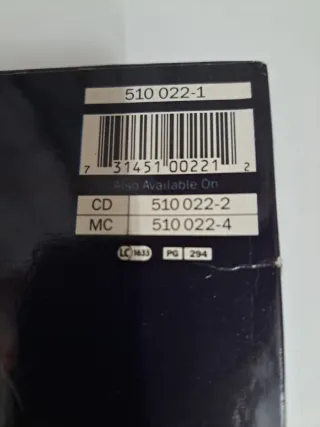 510 022-1
7 31451 00221 2
Also Available On
CD 510 022-2
MC 510 022-4
LC 1633 PG 294